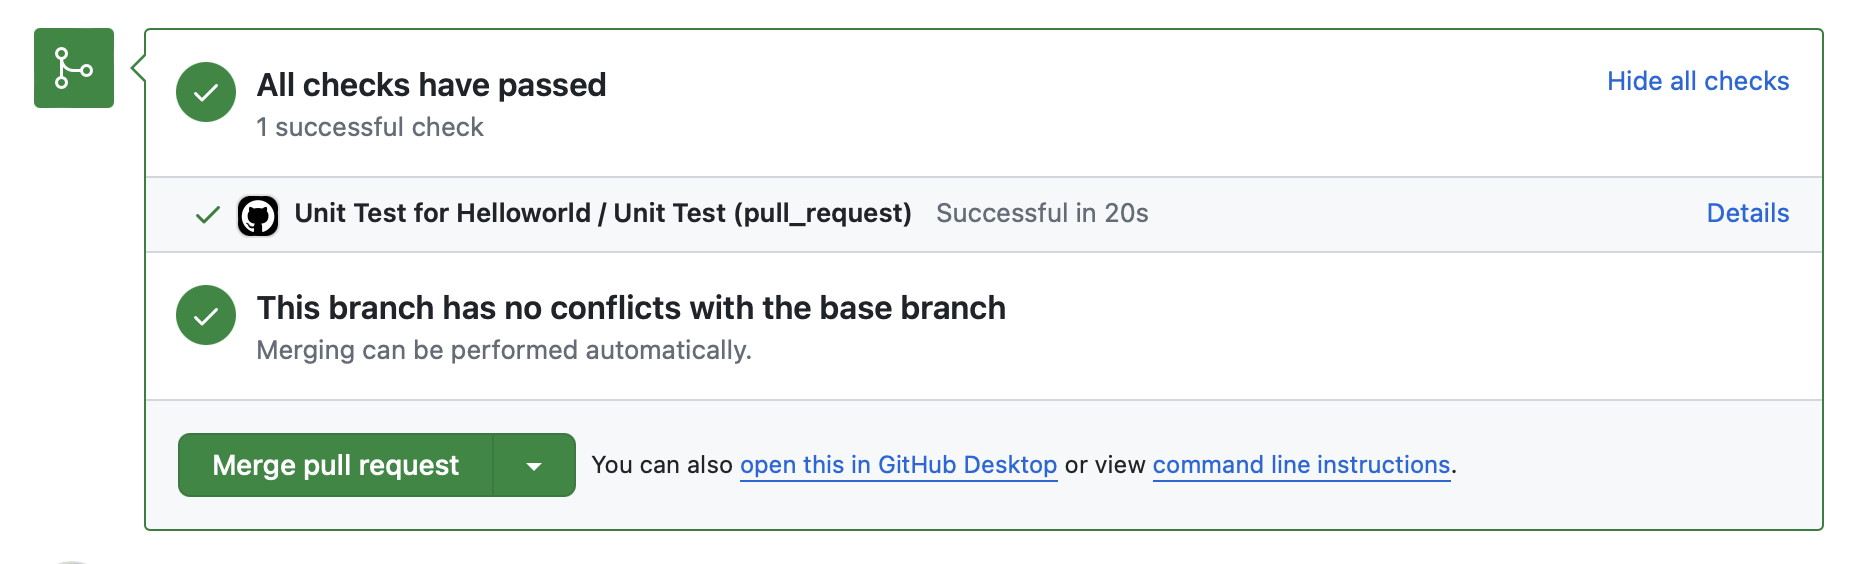 All checks have passed
Hide all checks
1 successful check
Unit Test for Helloworld / Unit Test (pull_request) Successful in 20s
Details
This branch has no conflicts with the base branch
Merging can be performed automatically.
Merge pull request
You can also open this in GitHub Desktop or view command line instructions.